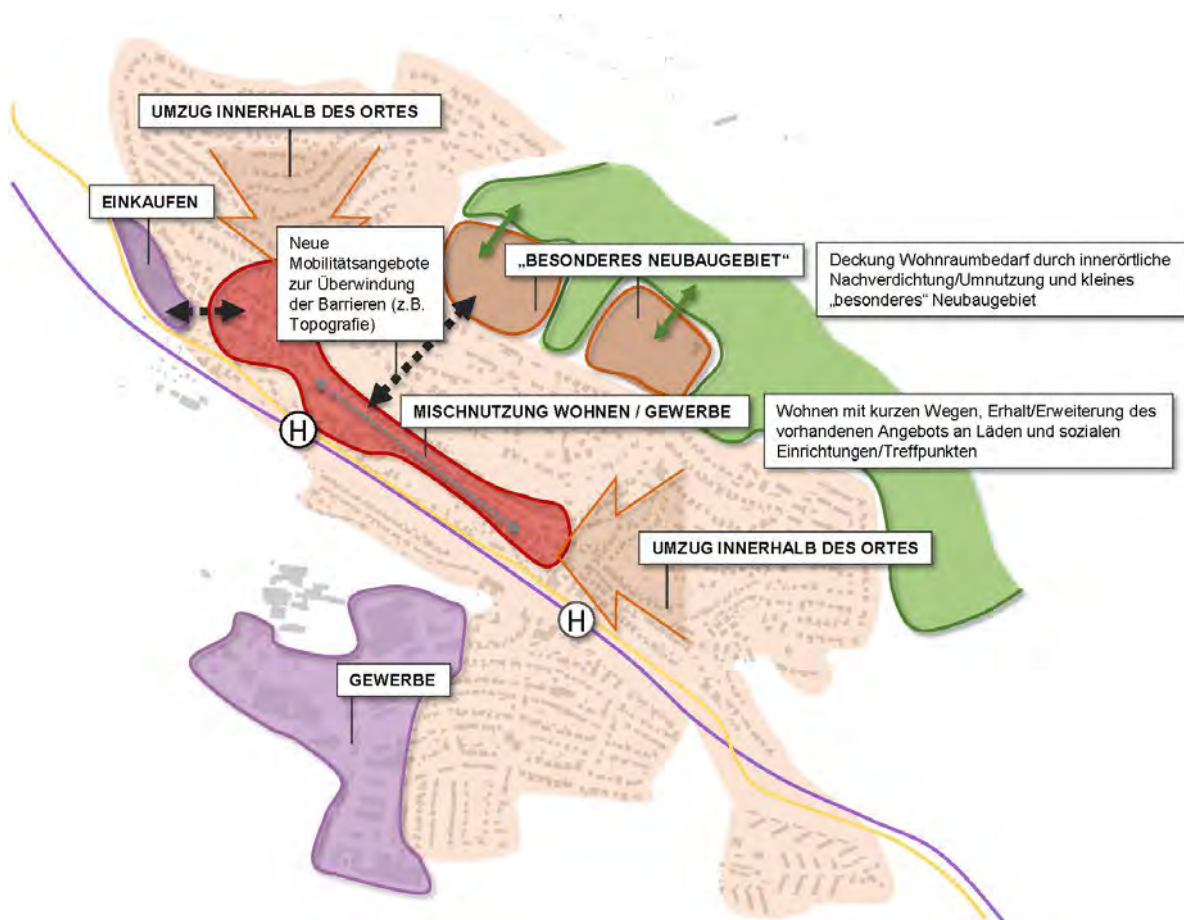 UMZUG INNERHALB DES ORTES
EINKAUFEN
Neue
Mobilitätsangebote
zur Überwindung
der Barrieren (z.B.
Topografie)
„BESONDERES NEUBAUGEBIET“
Deckung Wohnraumbedarf durch innerörtliche
Nachverdichtung/Umnutzung und kleines
„besonderes“ Neubaugebiet
MISCHNUTZUNG WOHNEN / GEWERBE
Wohnen mit kurzen Wegen, Erhalt/Erweiterung des
vorhandenen Angebots an Läden und sozialen
Einrichtungen/Treffpunkten
H
UMZUG INNERHALB DES ORTES
H
GEWERBE